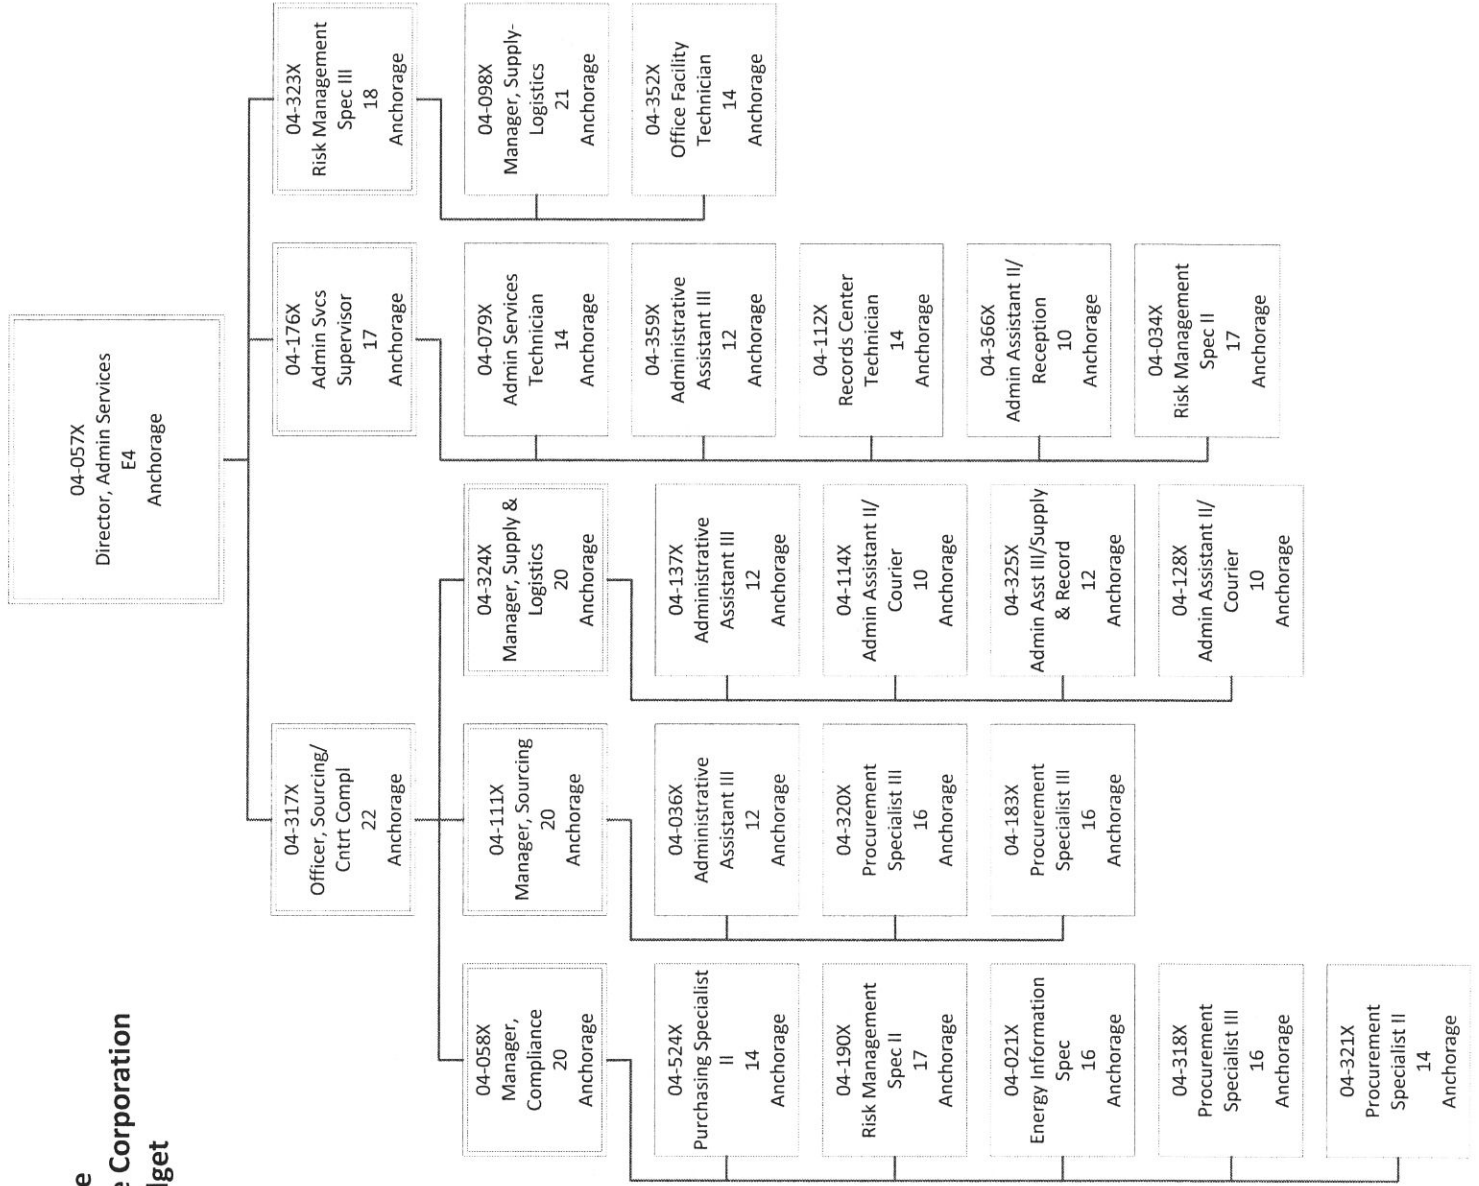 e
e Corporation
dget
04-057X
Director, Admin Services
E4
Anchorage
04-317X
Officer, Sourcing/
Cntrt Compl
22
Anchorage
04-176X
Admin Svcs
Supervisor
17
Anchorage
04-323X
Risk Management
Spec III
18
Anchorage
04-058X
Manager,
Compliance
20
Anchorage
04-111X
Manager, Sourcing
20
Anchorage
04-324X
Manager, Supply &
Logistics
20
Anchorage
04-079X
Admin Services
Technician
14
Anchorage
04-098X
Manager, Supply-
Logistics
21
Anchorage
04-524X
Purchasing Specialist
II
14
Anchorage
04-036X
Administrative
Assistant III
12
Anchorage
04-137X
Administrative
Assistant III
12
Anchorage
04-359X
Administrative
Assistant III
12
Anchorage
04-352X
Office Facility
Technician
14
Anchorage
04-190X
Risk Management
Spec II
17
Anchorage
04-320X
Procurement
Specialist III
16
Anchorage
04-114X
Admin Assistant II/
Courier
10
Anchorage
04-112X
Records Center
Technician
14
Anchorage
04-021X
Energy Information
Spec
16
Anchorage
04-183X
Procurement
Specialist III
16
Anchorage
04-325X
Admin Asst III/Supply
& Record
12
Anchorage
04-366X
Admin Assistant II/
Reception
10
Anchorage
04-318X
Procurement
Specialist III
16
Anchorage
04-128X
Admin Assistant II/
Courier
10
Anchorage
04-034X
Risk Management
Spec II
17
Anchorage
04-321X
Procurement
Specialist II
14
Anchorage